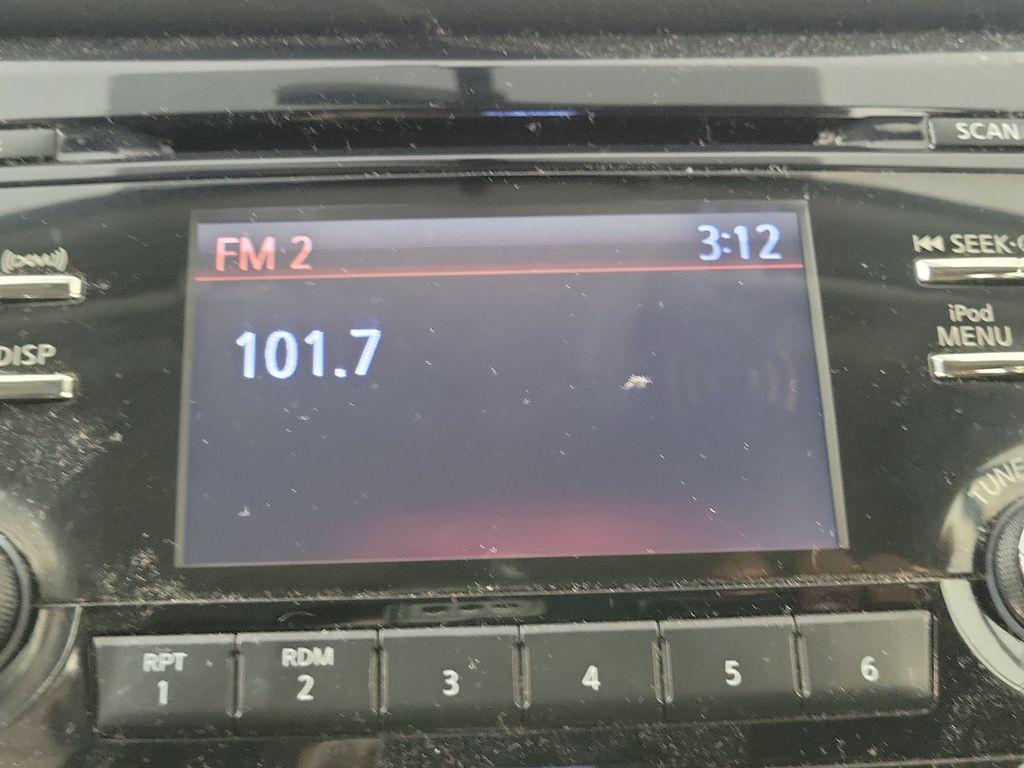 SCAN
FM 2
3:12
SEEK
DISP
101.7
iPod
MENU
TUNE
RPT
1
RDM
2
3
4
5
6